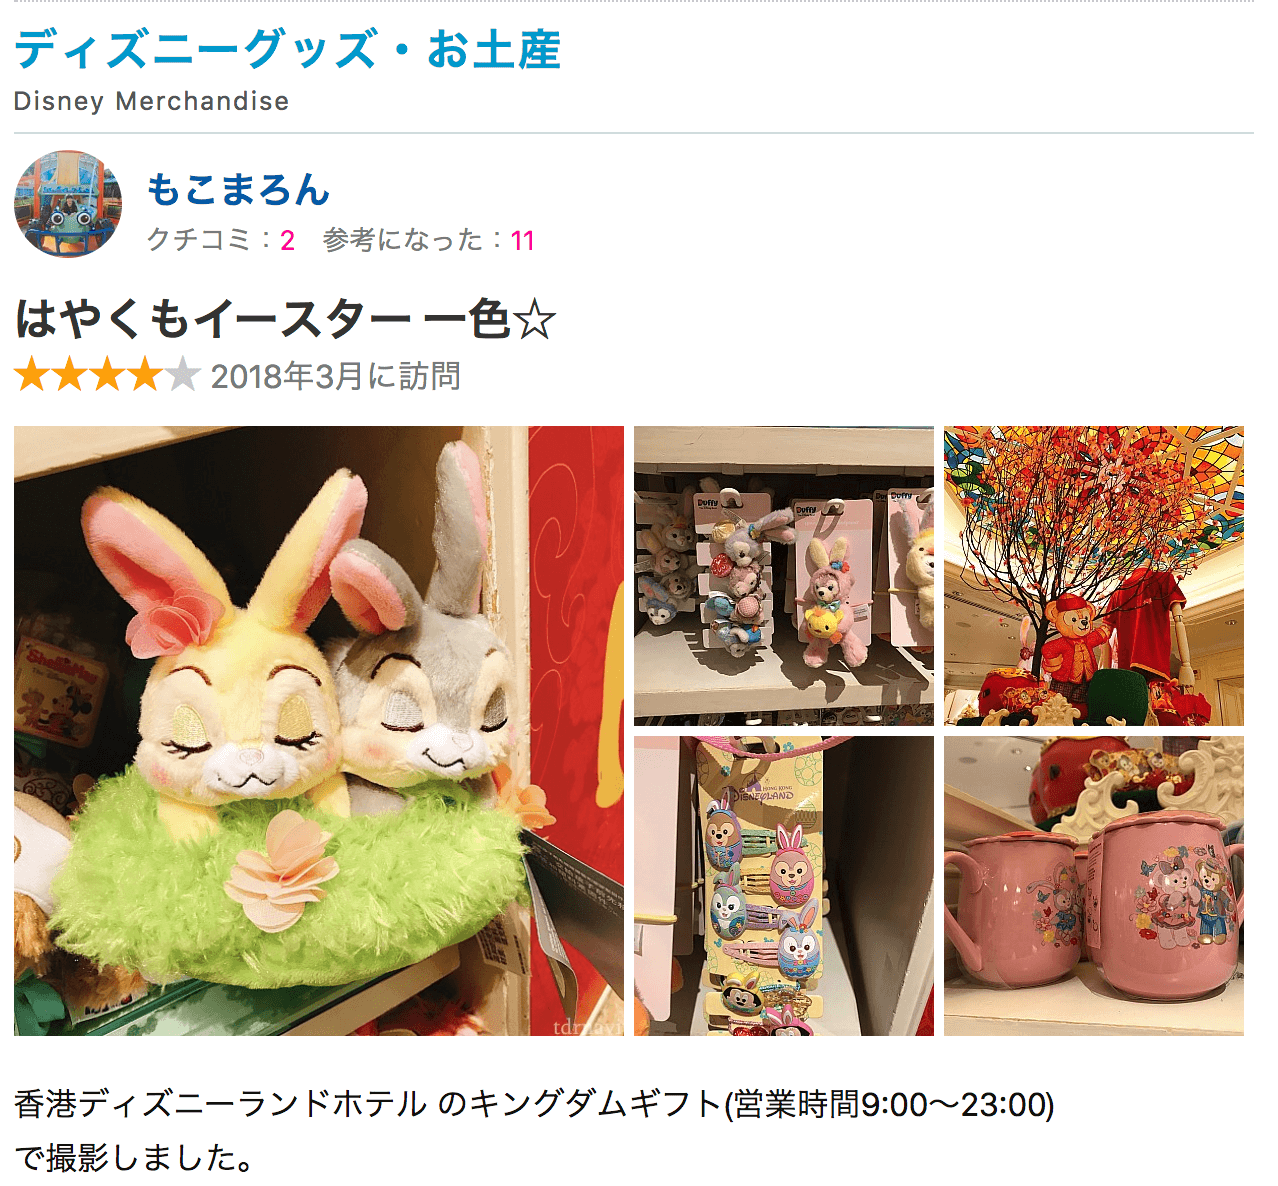 ディズニーグッズ・お土産
Disney Merchandise
もこまろん
クチコミ：2 参考になった：11
はやくもイースター一色☆
★★★★★ 2018年3月に訪問
Duffy
Duffy
Duffy
HONG KONG
DISNEYLAND
ShellieMay
tdrnavi
香港ディズニーランドホテル のキングダムギフト(営業時間9:00〜23:00)
で撮影しました。